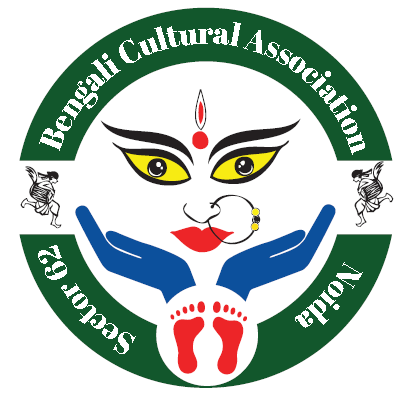 Bengali Cultural Association
Sector 62
Noida